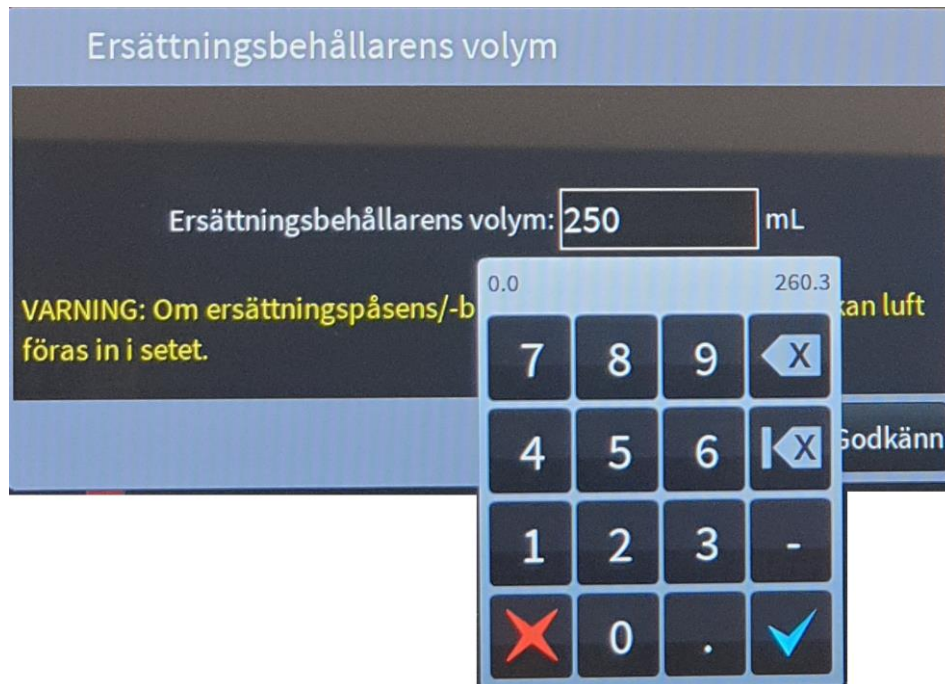 Ersättningsbehållarens volym
Ersättningsbehållarens volym: 250 mL
0.0 260.3
VARNING: Om ersättningspåsens/-b kan luft
föras in i setet.
7 8 9 X
4 5 6 X Godkänn
1 2 3 -
0 .